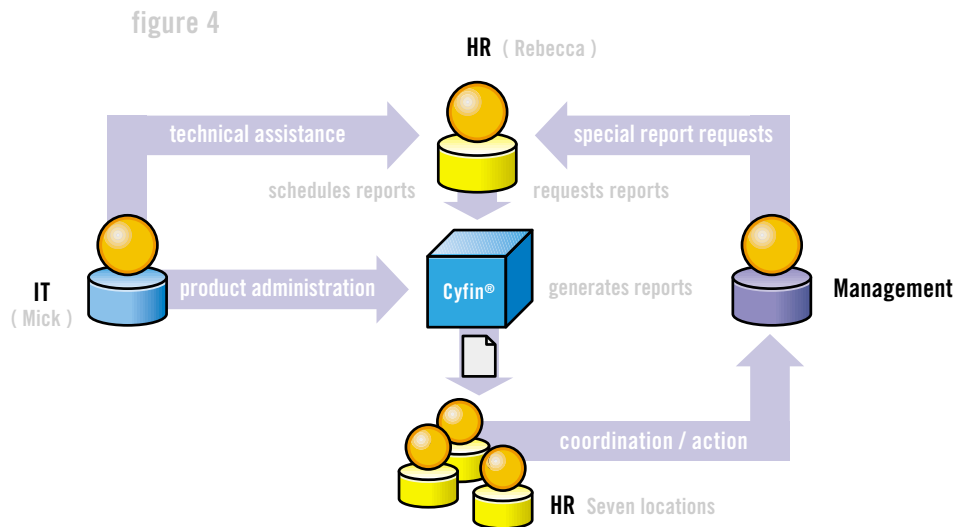 figure 4
HR ( Rebecca )
technical assistance
special report requests
schedules reports
requests reports
IT
( Mick )
product administration
Cyfin®
generates reports
Management
coordination / action
HR Seven locations